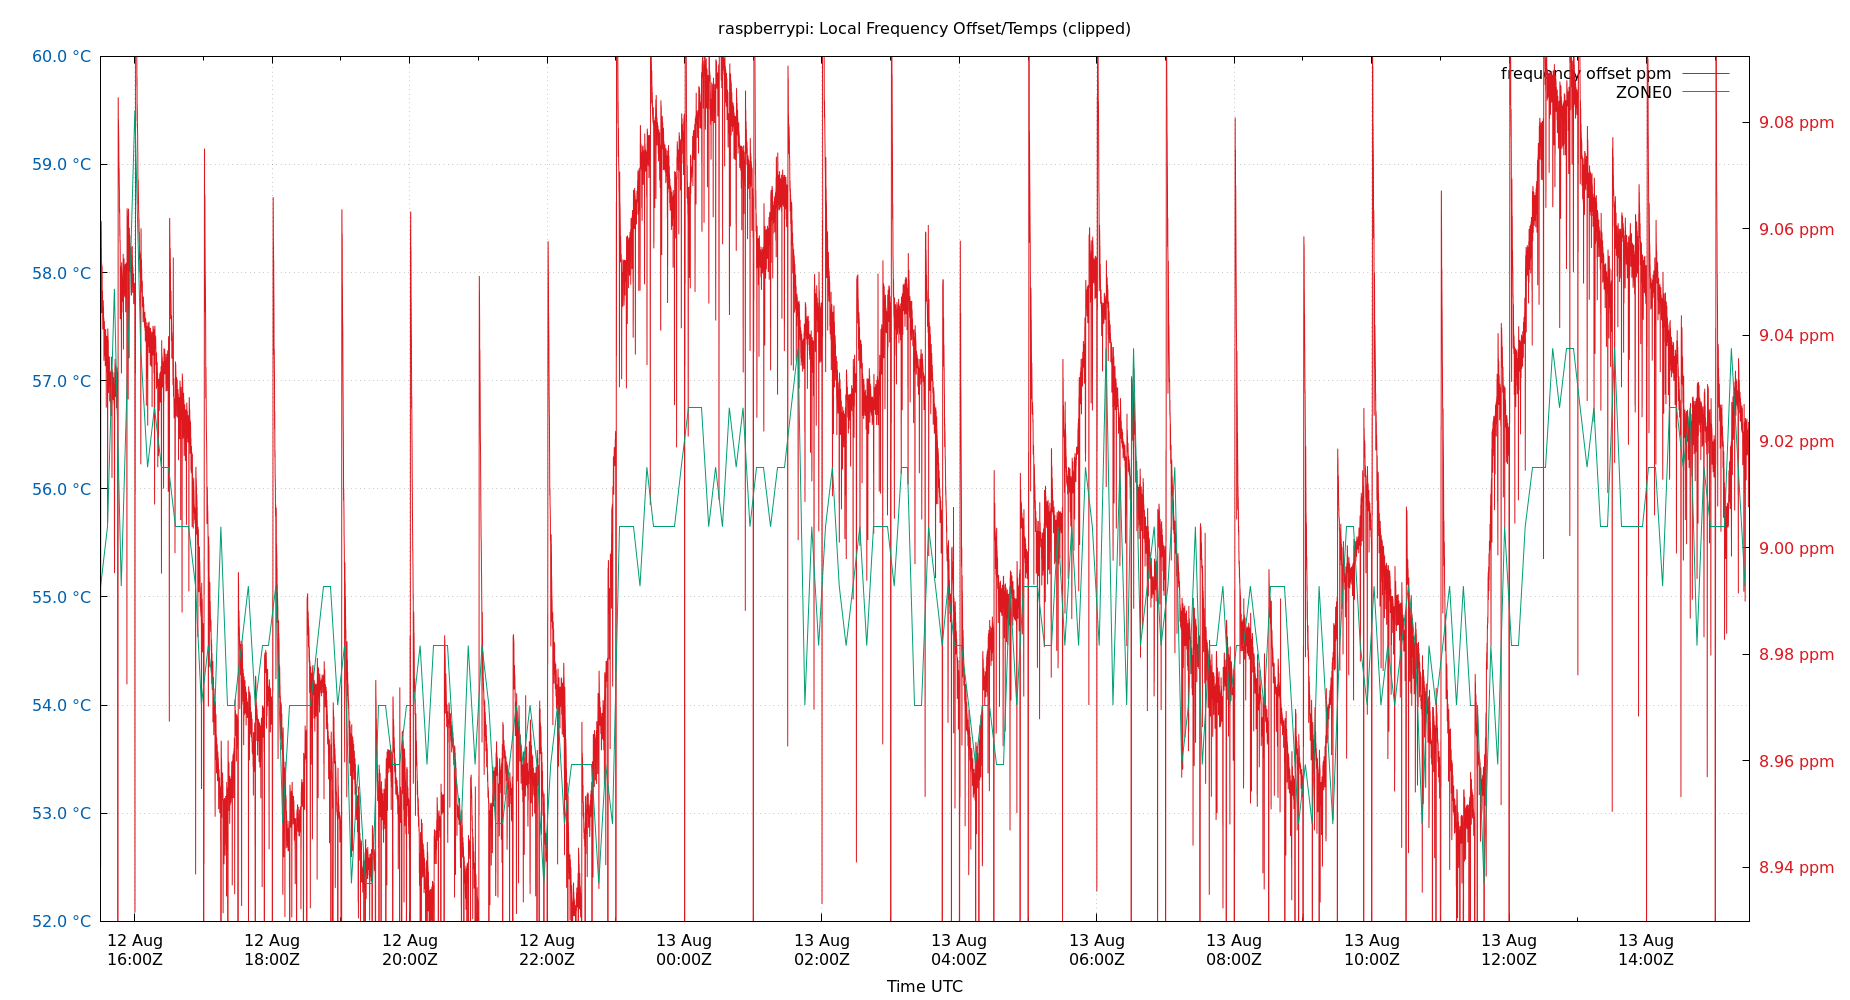 raspberrypi: Local Frequency Offset/Temps (clipped)
60.0 °C
59.0 °C
58.0 °C
57.0 °C
56.0 °C
55.0 °C
54.0 °C
53.0 °C
52.0 °C
frequency offset ppm
ZONE0
9.08 ppm
9.06 ppm
9.04 ppm
9.02 ppm
9.00 ppm
8.98 ppm
8.96 ppm
8.94 ppm
12 Aug 12 Aug 12 Aug 12 Aug 13 Aug 13 Aug 13 Aug 13 Aug 13 Aug 13 Aug 13 Aug 13 Aug
16:00Z 18:00Z 20:00Z 22:00Z 00:00Z 02:00Z 04:00Z 06:00Z 08:00Z 10:00Z 12:00Z 14:00Z
Time UTC